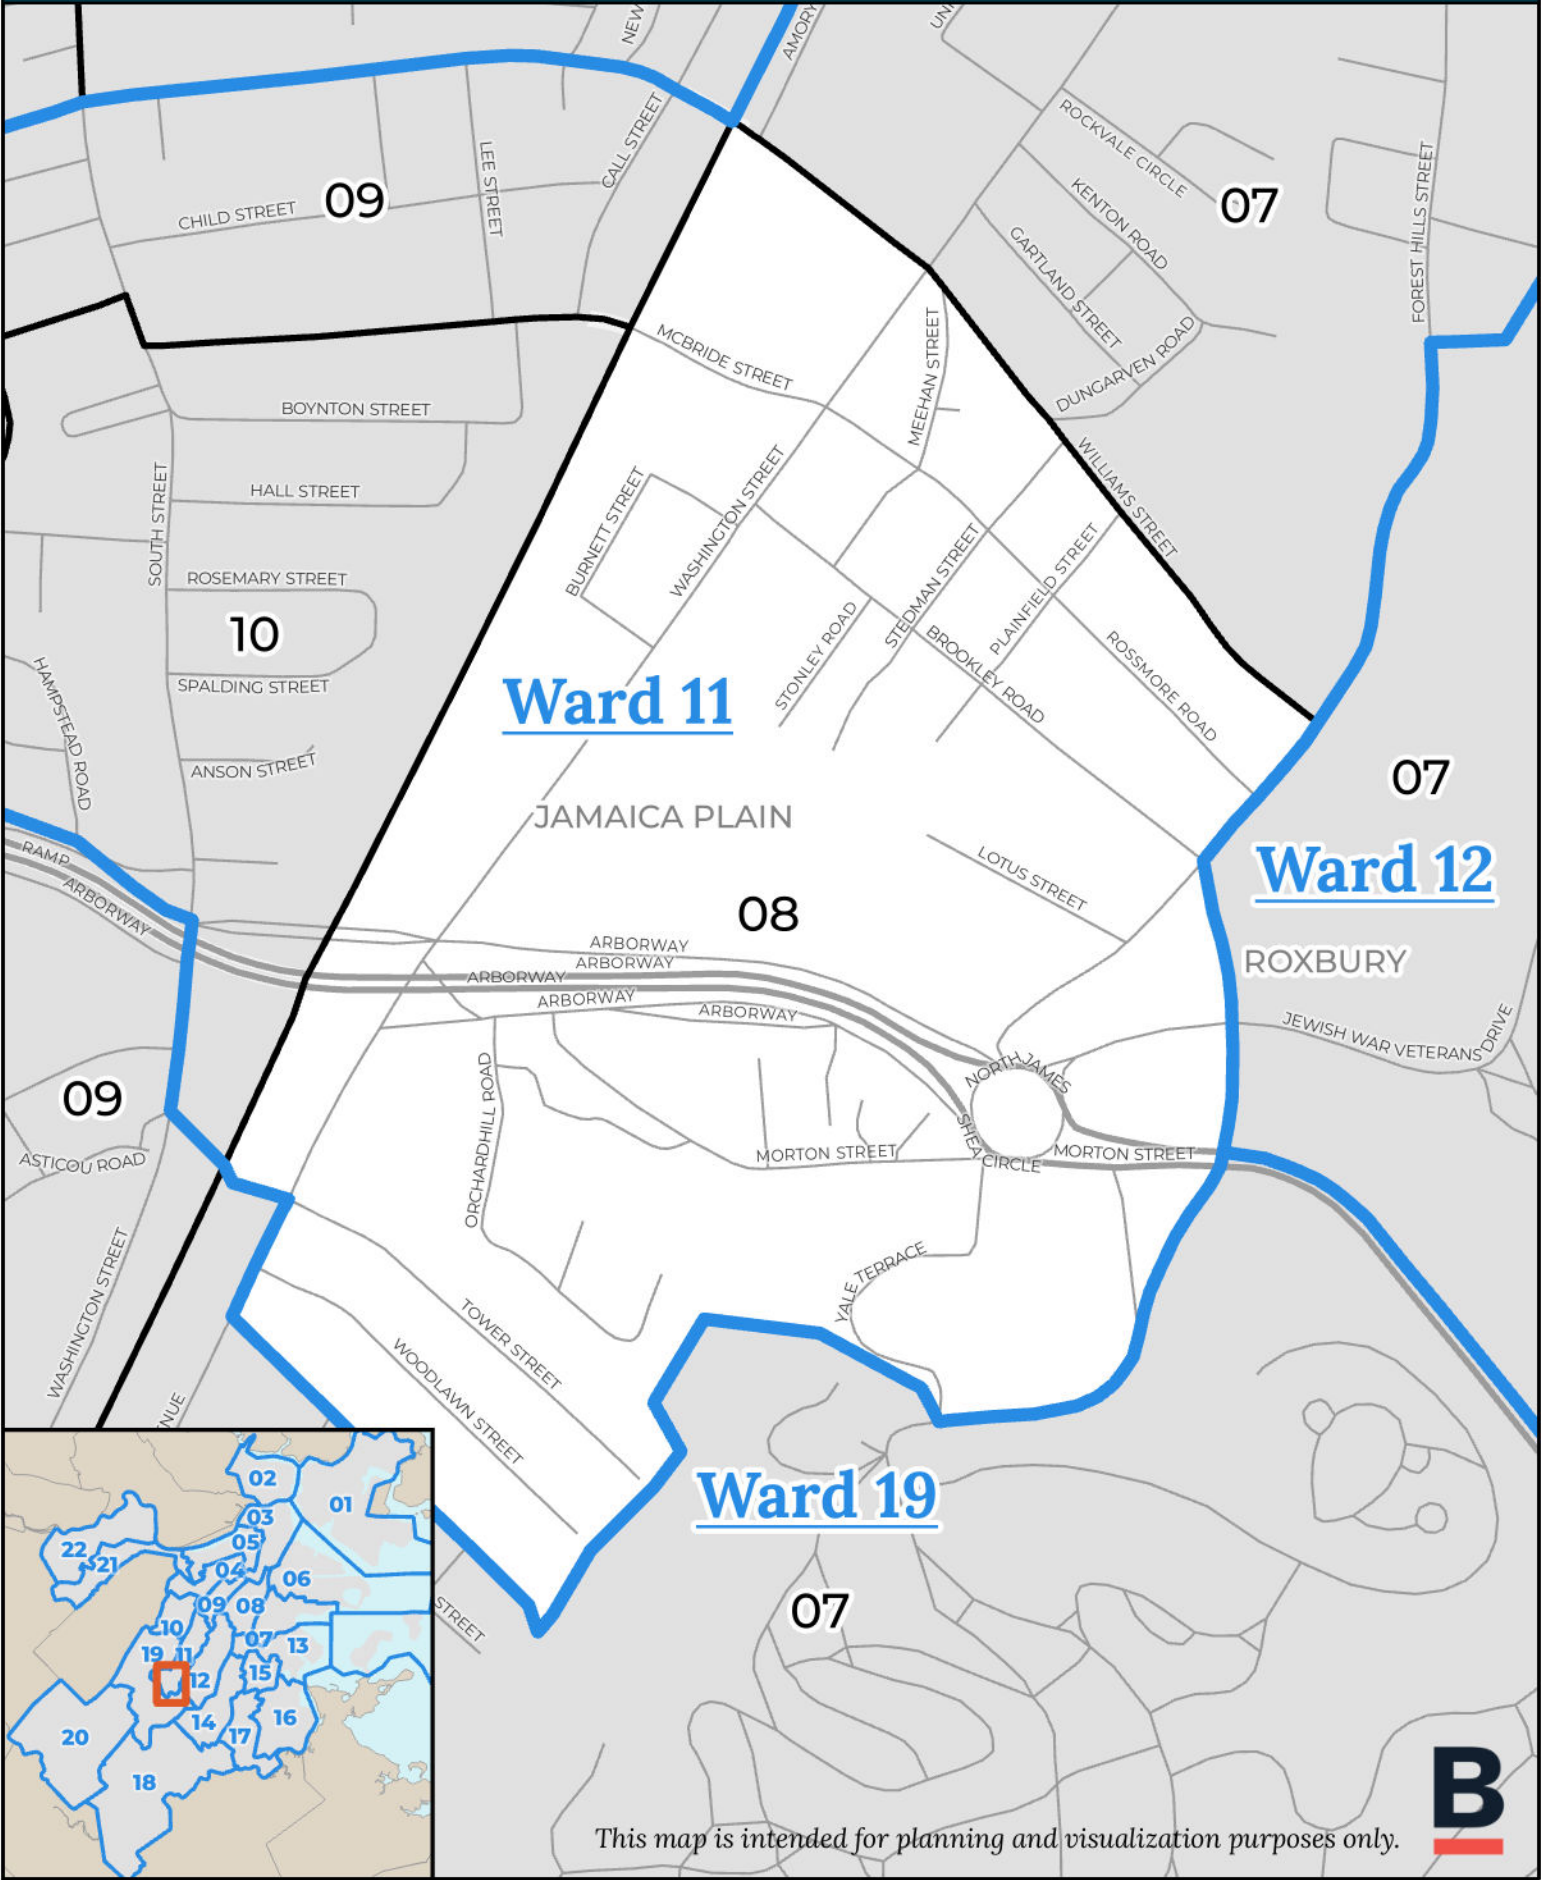 NEW
AMORY
UNI
CALL STREET
LEE STREET
09
CHILD STREET
ROCKVALE CIRCLE
KENTON ROAD
07
FOREST HILLS STREET
GARTLAND STREET
DUNGARVEN ROAD
MCBRIDE STREET
MEEHAN STREET
BOYNTON STREET
WILLIAMS STREET
SOUTH STREET
HALL STREET
BURNETT STREET
WASHINGTON STREET
ROSEMARY STREET
10
STEDMAN STREET
PLAINFIELD STREET
STONLEY ROAD
BROOKLEY ROAD
ROSSMORE ROAD
HAMPSTEAD ROAD
SPALDING STREET
Ward 11
ANSON STREET
JAMAICA PLAIN
07
RAMP
ARBORWAY
LOTUS STREET
Ward 12
08
ROXBURY
ARBORWAY
ARBORWAY
ARBORWAY
ARBORWAY
ARBORWAY
JEWISH WAR VETERANS DRIVE
NORTH JAMES
SHEA CIRCLE
09
ORCHARDHILL ROAD
MORTON STREET
MORTON STREET
ASTICOU ROAD
WASHINGTON STREET
YALE TERRACE
TOWER STREET
WOODLAWN STREET
NUE
Ward 19
STREET
07
02
01
03
05
22
21
04
06
09
08
10
07
13
19
11
12
15
14
17
16
20
18
B
This map is intended for planning and visualization purposes only.